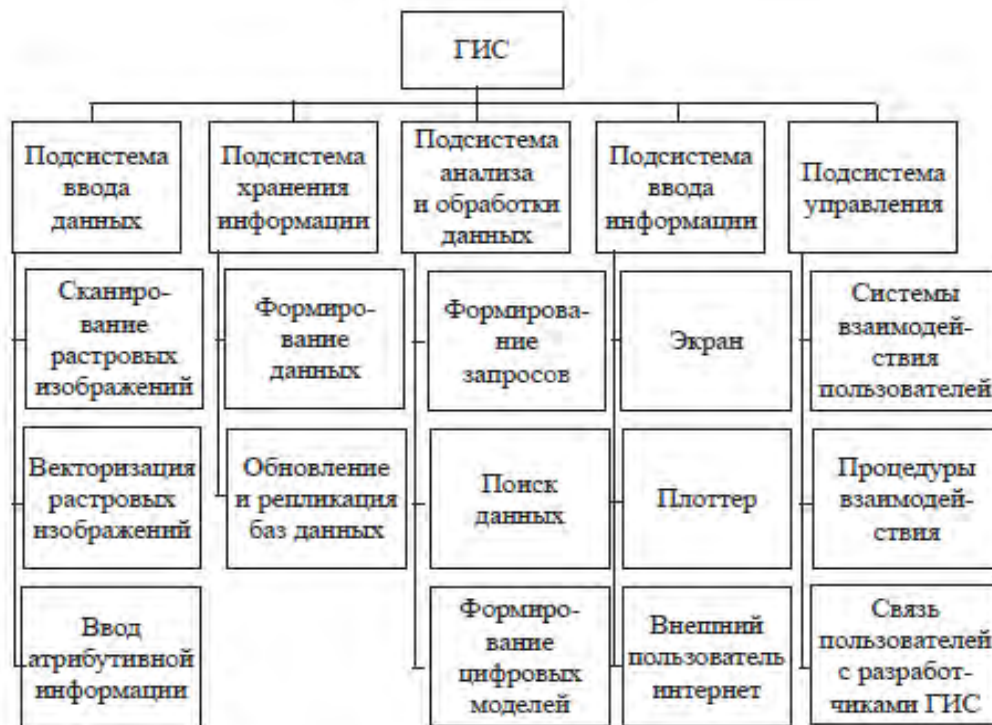 ГИС
Подсистема
ввода
данных
Подсистема
хранения
информации
Подсистема
анализа
и обработки
данных
Подсистема
ввода
информации
Подсистема
управления
Сканиро-
вание
растровых
изображений
Формиро-
вание
данных
Формирова-
ние
запросов
Экран
Системы
взаимодей-
ствия
пользователей
Векторизация
растровых
изображений
Обновление
и репликация
баз данных
Поиск
данных
Плоттер
Процедуры
взаимодей-
ствия
Ввод
атрибутивной
информации
Формиро-
вание
цифровых
моделей
Внешний
пользователь
интернет
Связь
пользователей
с разработ-
чиками ГИС